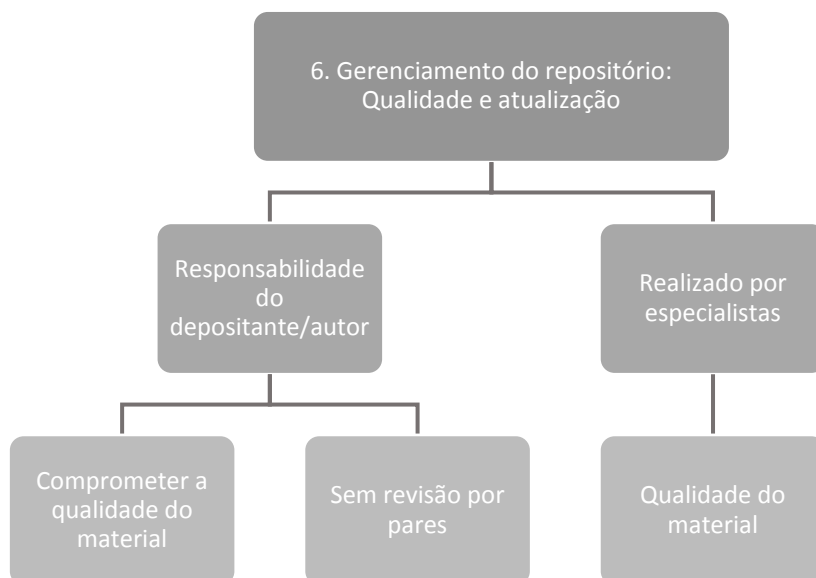 6. Gerenciamento do repositório:
Qualidade e atualização
Responsabilidade
do
depositante/autor
Realizado por
especialistas
Comprometer a
qualidade do
material
Sem revisão por
pares
Qualidade do
material